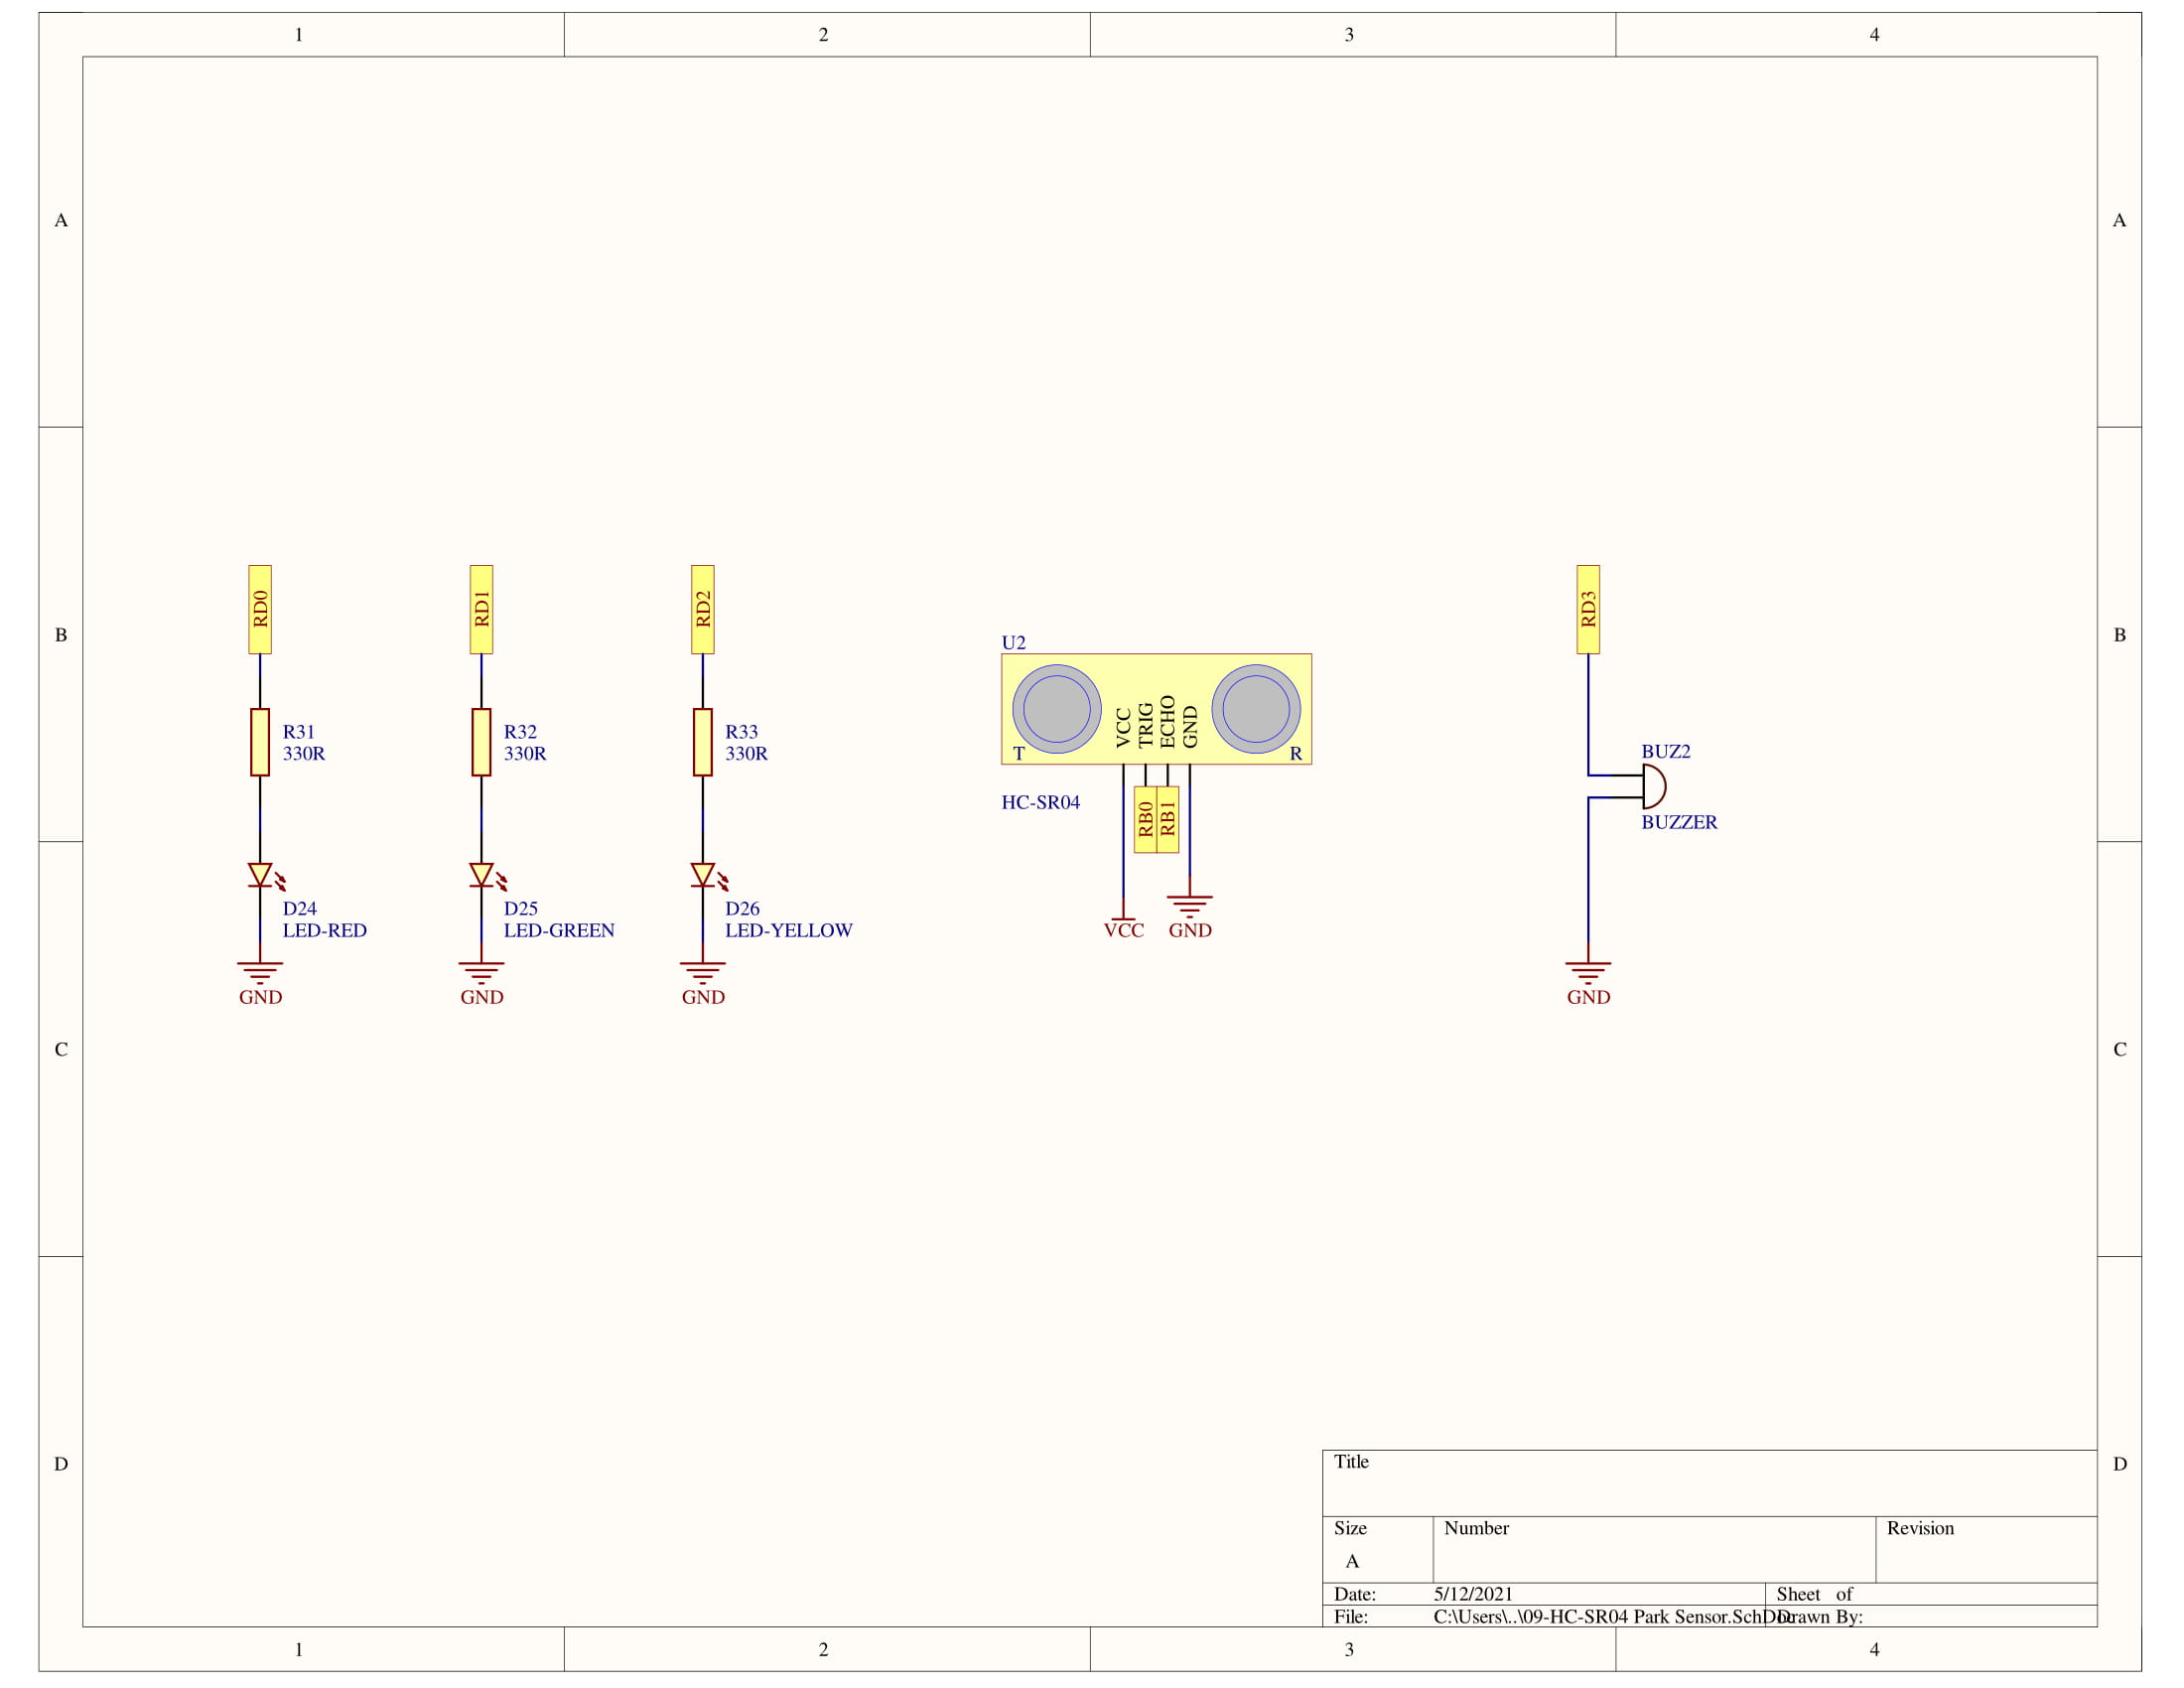 1 2 3 4
A A
B B
C C
D D
RD0
R31
330R
D24
LED-RED
GND
RD1
R32
330R
D25
LED-GREEN
GND
RD2
R33
330R
D26
LED-YELLOW
GND
U2
T
VCC
TRIG
ECHO
GND
R
HC-SR04
RB0
RB1
VCC
GND
RD3
BUZ2
BUZZER
GND
Title
Size Number Revision
A
Date: 5/12/2021 Sheet of
File: C:\Users\..\09-HC-SR04 Park Sensor.SchDoc Drawn By:
1 2 3 4